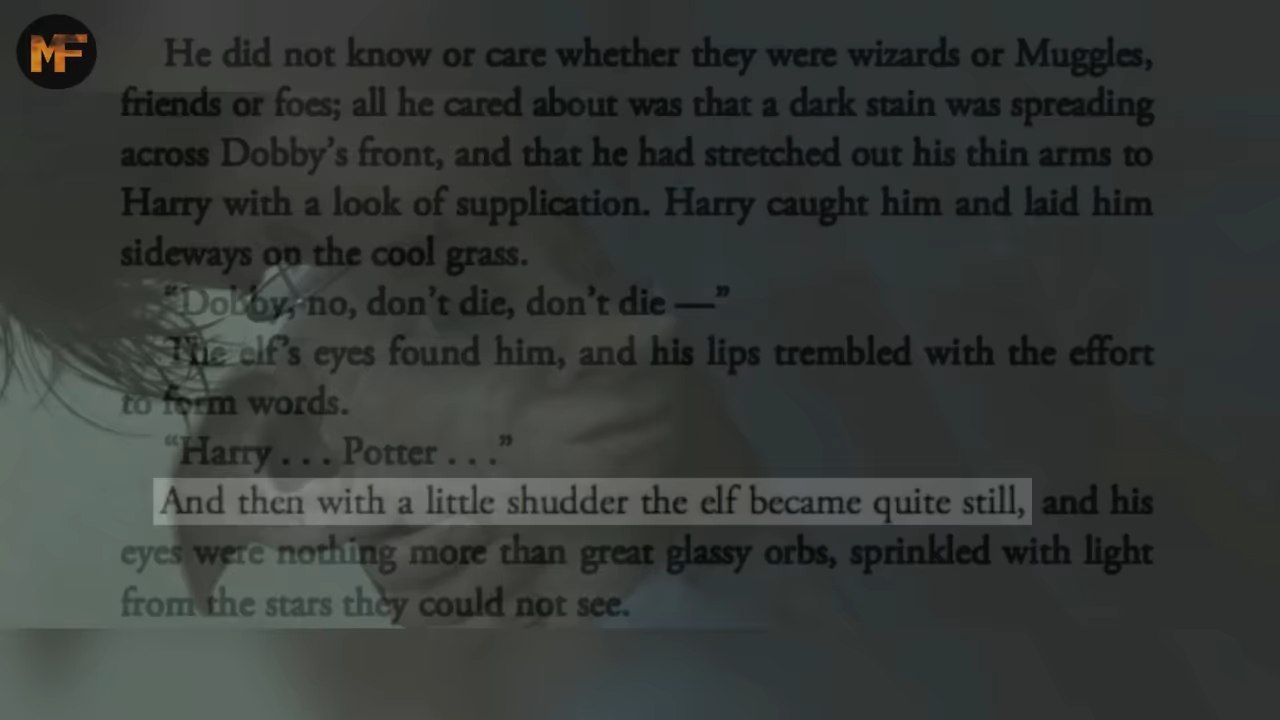 MF
He did not know or care whether they were wizards or Muggles,
friends or foes; all he cared about was that a dark stain was spreading
across Dobby’s front, and that he had stretched out his thin arms to
Harry with a look of supplication. Harry caught him and laid him
sideways on the cool grass.
“Dobby, no, don’t die, don’t die —”
The elf’s eyes found him, and his lips trembled with the effort
to form words.
“Harry . . . Potter . . .”
And then with a little shudder the elf became quite still, and his
eyes were nothing more than great glassy orbs, sprinkled with light
from the stars they could not see.